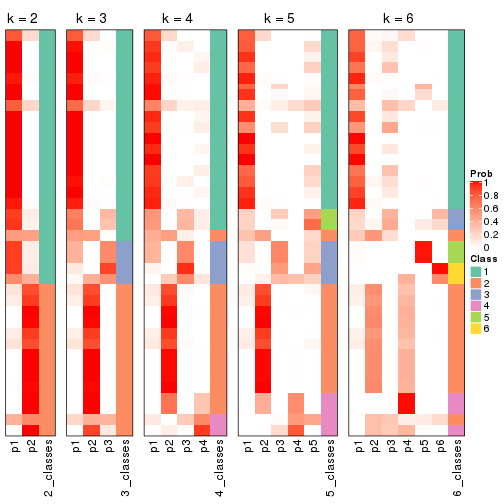 k = 2
k = 3
k = 4
k = 5
k = 6
p1
p2
2_classes
p1
p2
p3
3_classes
p1
p2
p3
p4
4_classes
p1
p2
p3
p4
p5
5_classes
p1
p2
p3
p4
p5
p6
6_classes
Prob
1
0.8
0.6
0.4
0.2
0
Class
1
2
3
4
5
6